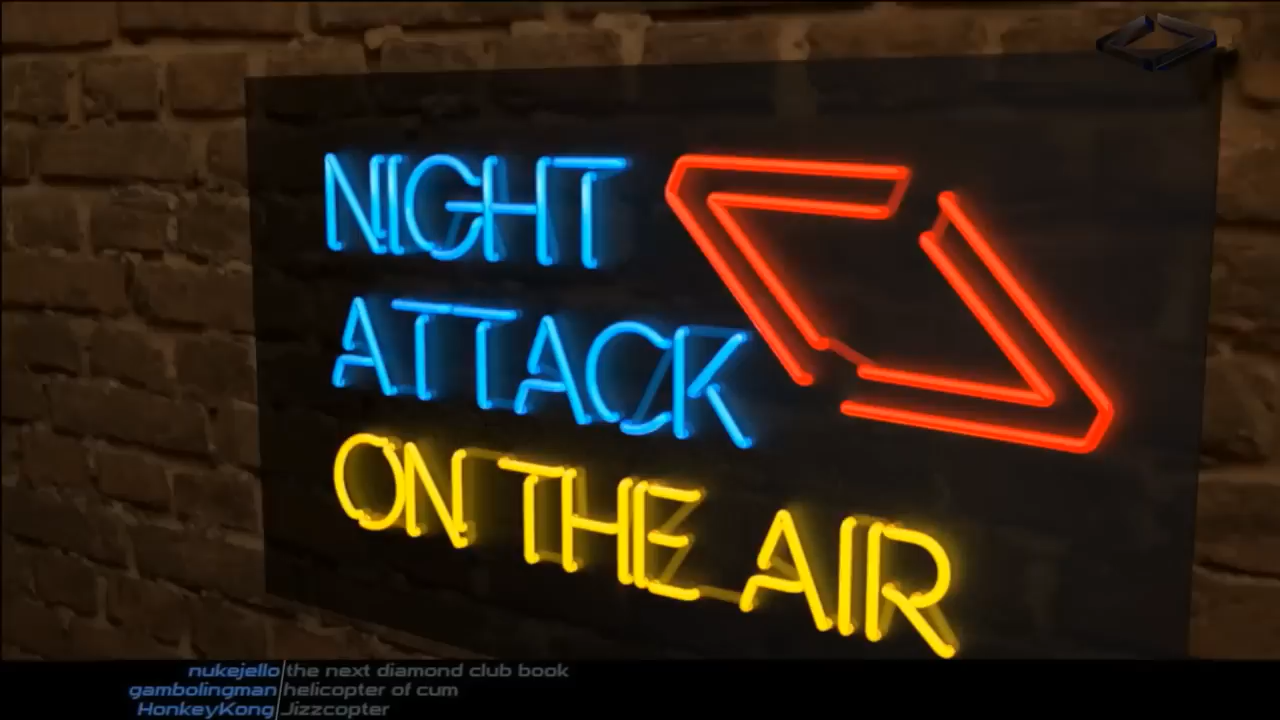 NIGHT
ATTACK
ON THE AIR
nukejello the next diamond club book
gambolingman helicopter of cum
HonkeyKong Jizzcopter